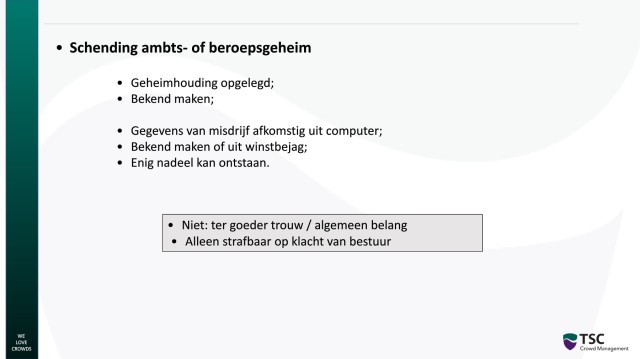 • Schending ambts- of beroepsgeheim
• Geheimhouding opgelegd;
• Bekend maken;
• Gegevens van misdrijf afkomstig uit computer;
• Bekend maken of uit winstbejag;
• Enig nadeel kan ontstaan.
• Niet: ter goeder trouw / algemeen belang
• Alleen strafbaar op klacht van bestuur
WE
LOVE
CROWDS
TSC
Crowd Management